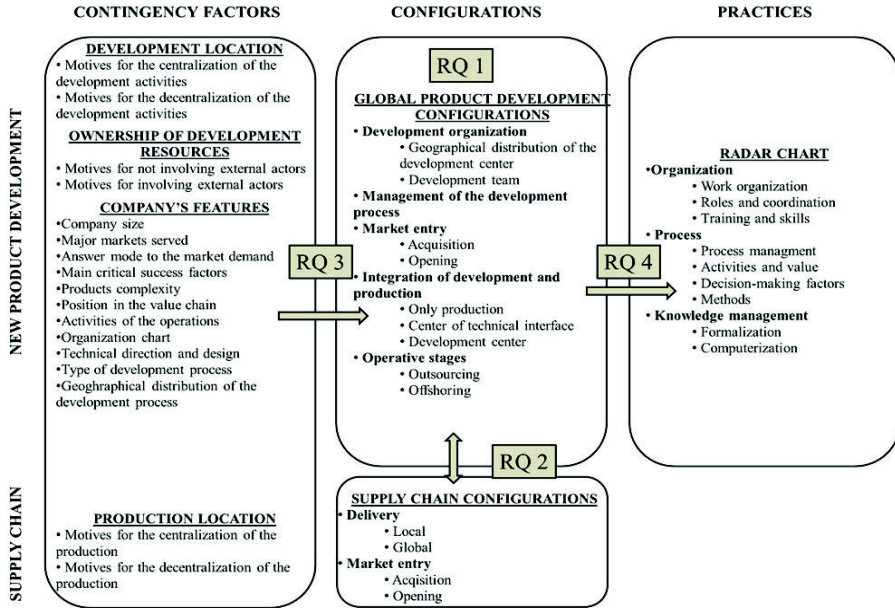 CONTINGENCY FACTORS
CONFIGURATIONS
PRACTICES
NEW PRODUCT DEVELOPMENT
SUPPLY CHAIN
DEVELOPMENT LOCATION
• Motives for the centralization of the
development activities
• Motives for the decentralization of the
development activities
OWNERSHIP OF DEVELOPMENT
RESOURCES
• Motives for not involving external actors
• Motives for involving external actors
COMPANY'S FEATURES
•Company size
•Major markets served
•Answer mode to the market demand
•Main critical success factors
•Products complexity
•Position in the value chain
•Activities of the operations
•Organization chart
•Technical direction and design
•Type of development process
•Geoghraphical distribution of the
development process
PRODUCTION LOCATION
• Motives for the centralization of the
production
• Motives for the decentralization of the
production
RQ 3
RQ 1
GLOBAL PRODUCT DEVELOPMENT
CONFIGURATIONS
• Development organization
• Geographical distribution of the
development center
• Development team
• Management of the development
process
• Market entry
• Acquisition
• Opening
• Integration of development and
production
• Only production
• Center of technical interface
• Development center
• Operative stages
• Outsourcing
• Offshoring
RQ 2
SUPPLY CHAIN CONFIGURATIONS
• Delivery
• Local
• Global
• Market entry
• Acqisition
• Opening
RQ 4
RADAR CHART
•Organization
• Work organization
• Roles and coordination
• Training and skills
• Process
• Process managment
• Activities and value
• Decision-making factors
• Methods
• Knowledge management
• Formalization
• Computerization